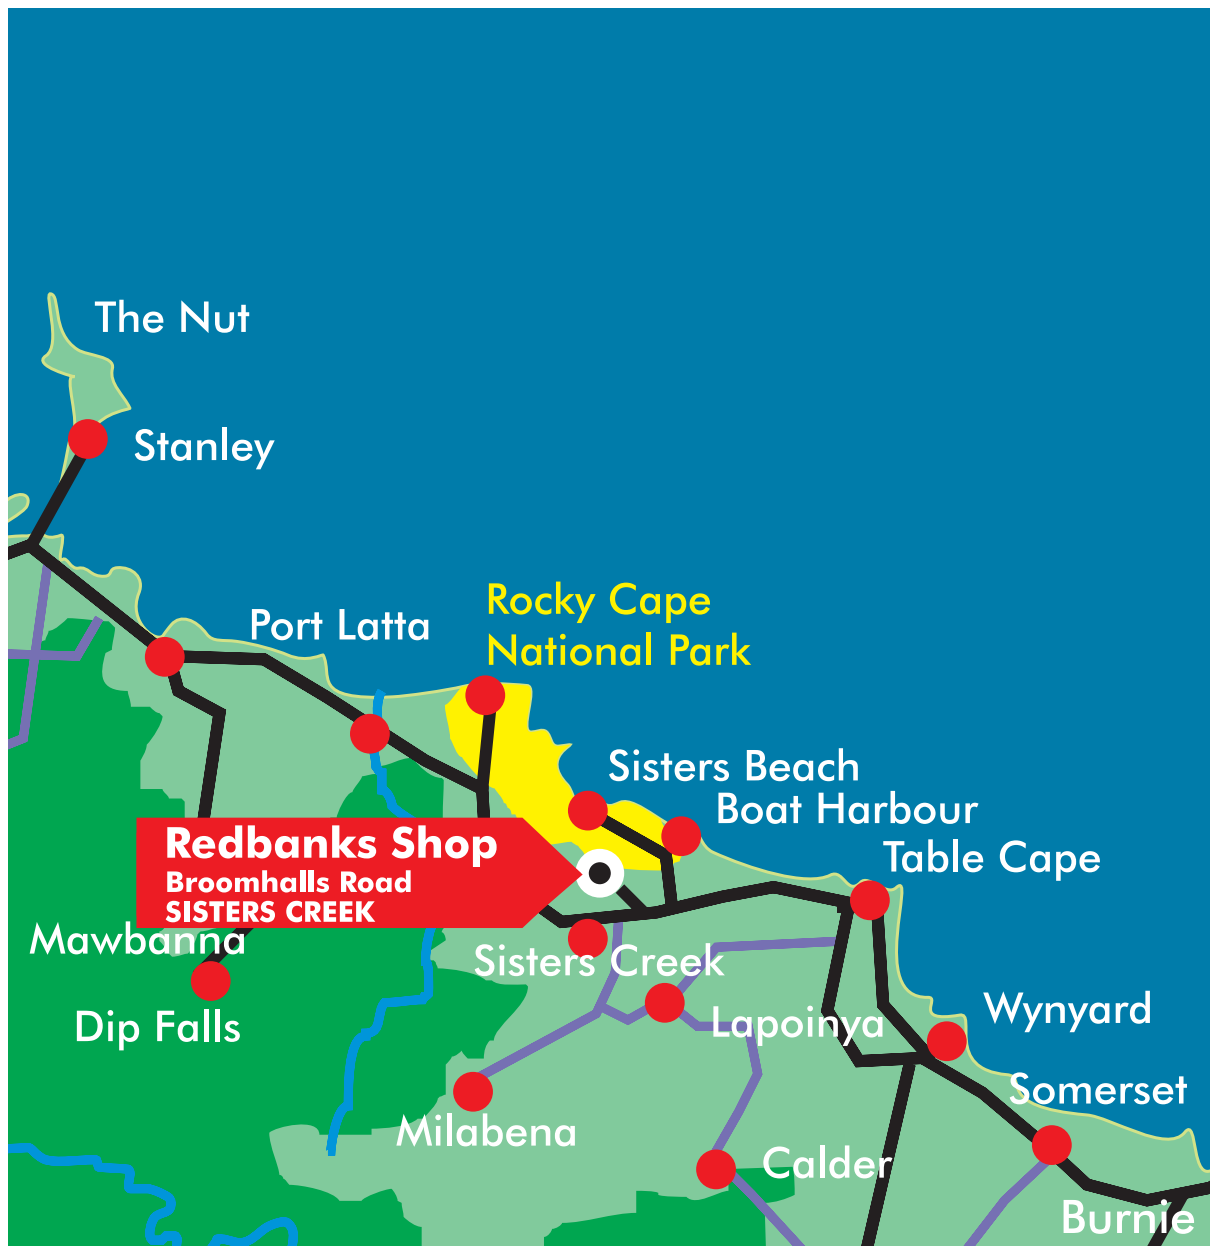 The Nut
Stanley
Rocky Cape
National Park
Port Latta
Sisters Beach
Boat Harbour
Table Cape
Redbanks Shop
Broomhalls Road
SISTERS CREEK
Mawbanna
Sisters Creek
Dip Falls
Wynyard
Lapoinya
Somerset
Milabena
Calder
Burnie